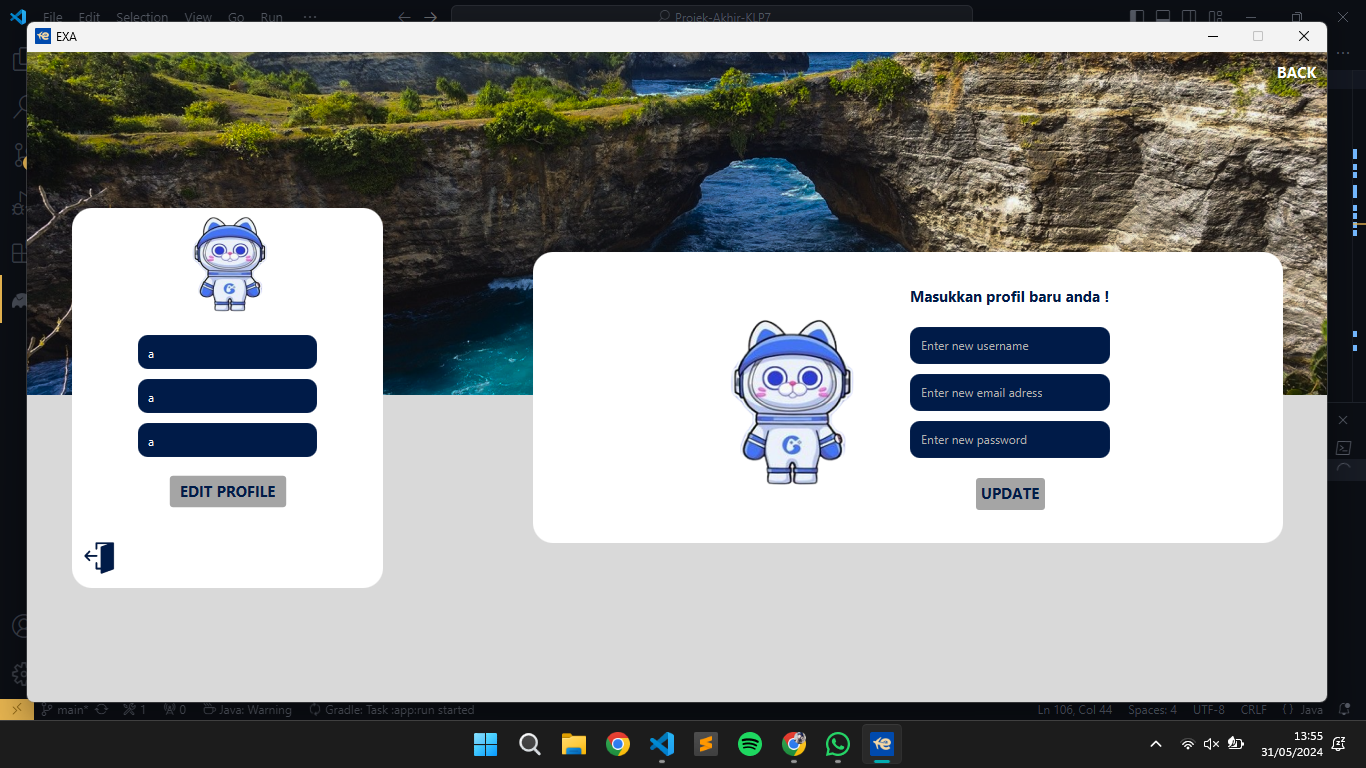 File Edit Selection View Go Run ···
Projek-Akhir-KLP7
EXA
BACK
a
a
a
EDIT PROFILE
Masukkan profil baru anda !
Enter new username
Enter new email adress
Enter new password
UPDATE
main* 1 0 Java: Warning Gradle: Task :app:run started
Ln 106, Col 44 Spaces: 4 UTF-8 CRLF {} Java
13:55
31/05/2024